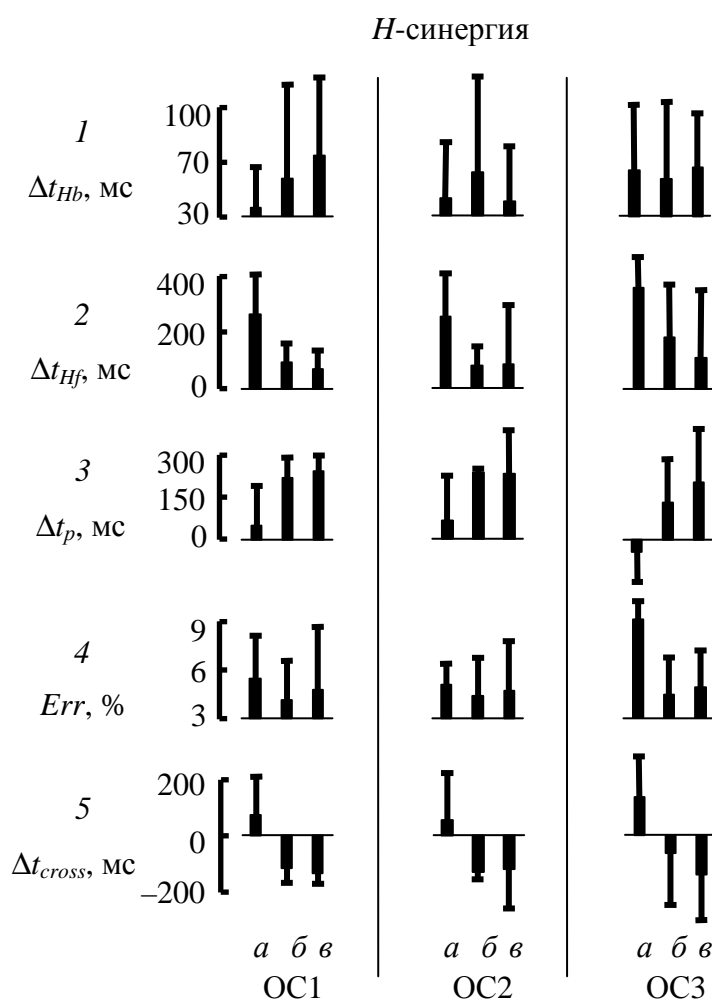 H-синергия
1
Δt_Hb, мс
100
70
30
2
Δt_Hf, мс
400
200
0
3
Δt_p, мс
300
150
0
4
Err, %
9
6
3
5
Δt_cross, мс
200
0
–200
а б в а б в а б в
ОС1 ОС2 ОС3